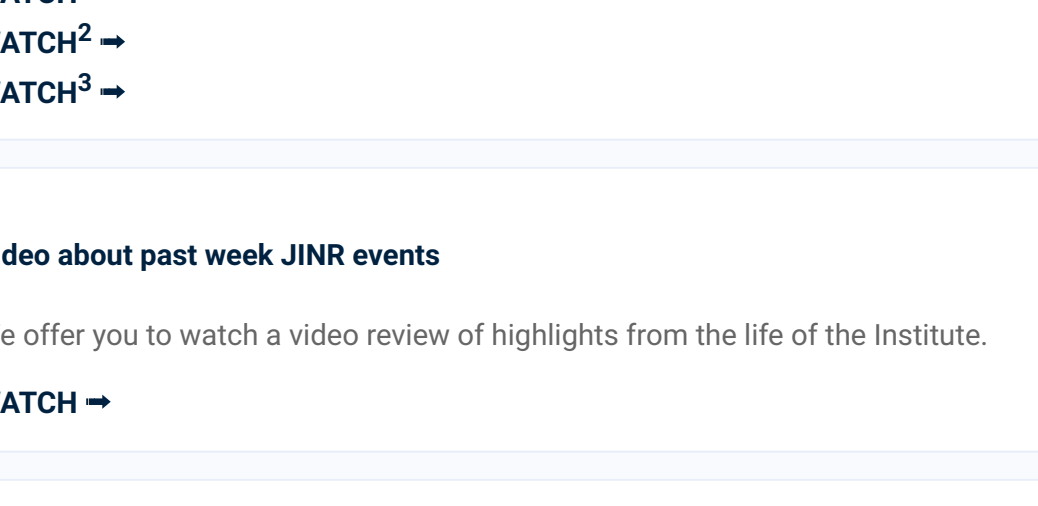 ATCH² ➟
ATCH³ ➟
deo about past week JINR events
e offer you to watch a video review of highlights from the life of the Institute.
ATCH ➟